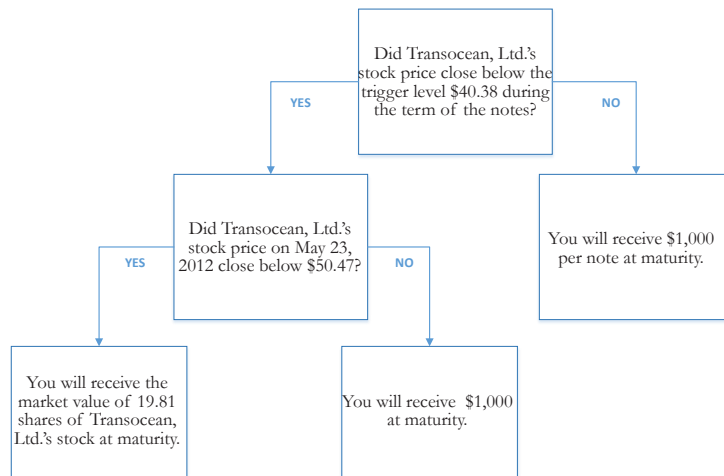 Did Transocean, Ltd.'s
stock price close below the
trigger level $40.38 during
the term of the notes?
YES
NO
Did Transocean, Ltd.'s
stock price on May 23,
2012 close below $50.47?
You will receive $1,000
per note at maturity.
YES
NO
You will receive the
market value of 19.81
shares of Transocean,
Ltd.'s stock at maturity.
You will receive $1,000
at maturity.